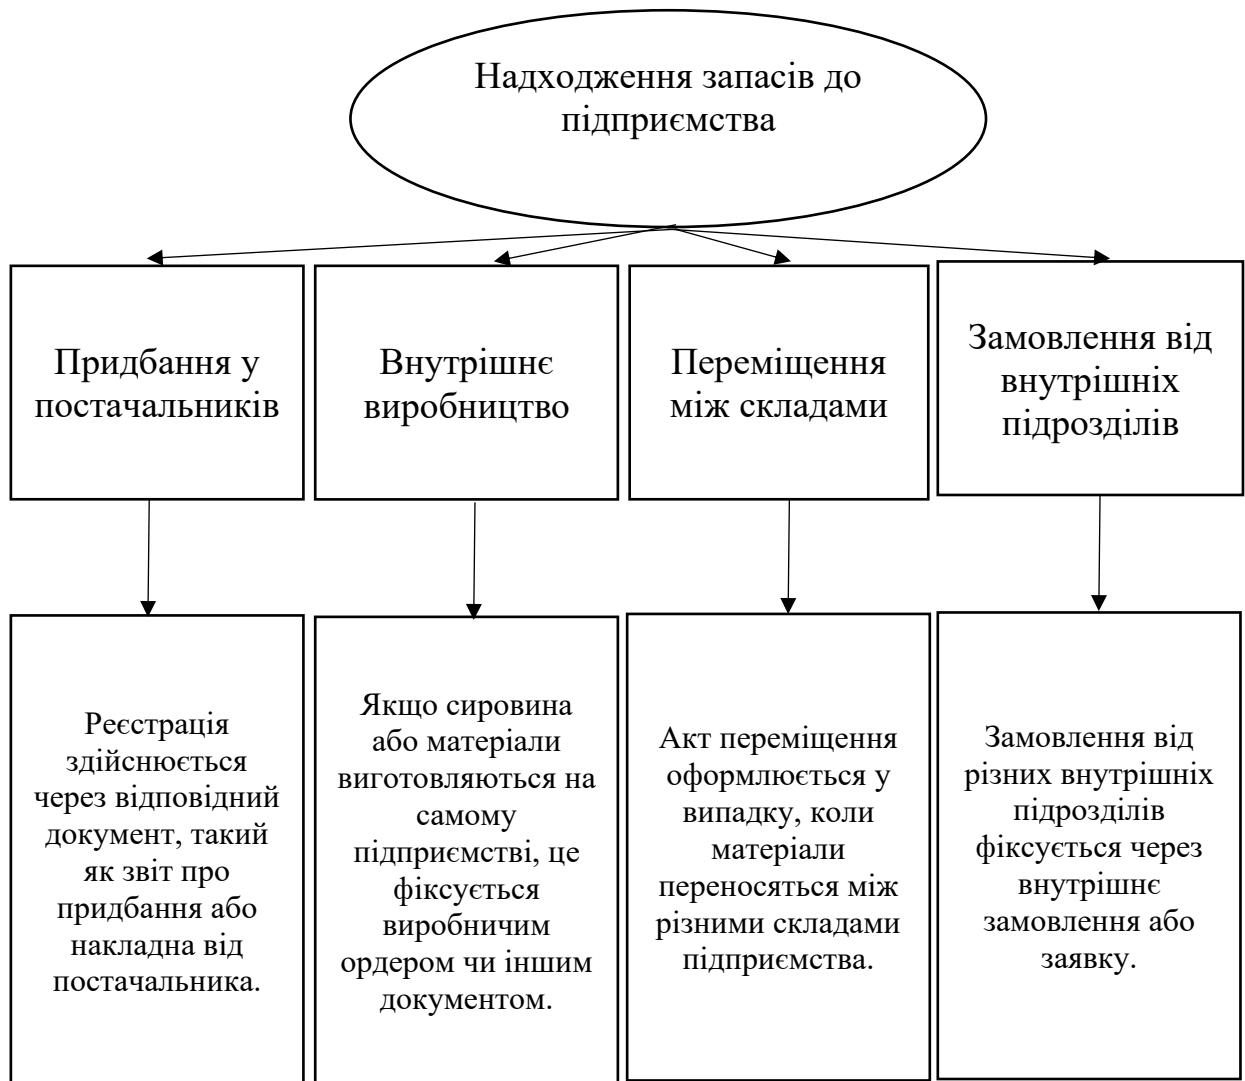 Надходження запасів до
підприємства
Придбання у
постачальників
Внутрішнє
виробництво
Переміщення
між складами
Замовлення від
внутрішніх
підрозділів
Реєстрація
здійснюється
через відповідний
документ, такий
як звіт про
придбання або
накладна від
постачальника.
Якщо сировина
або матеріали
виготовляються на
самому
підприємстві, це
фіксується
виробничим
ордером чи іншим
документом.
Акт переміщення
оформлюється у
випадку, коли
матеріали
переносяться між
різними складами
підприємства.
Замовлення від
різних внутрішніх
підрозділів
фіксується через
внутрішнє
замовлення або
заявку.